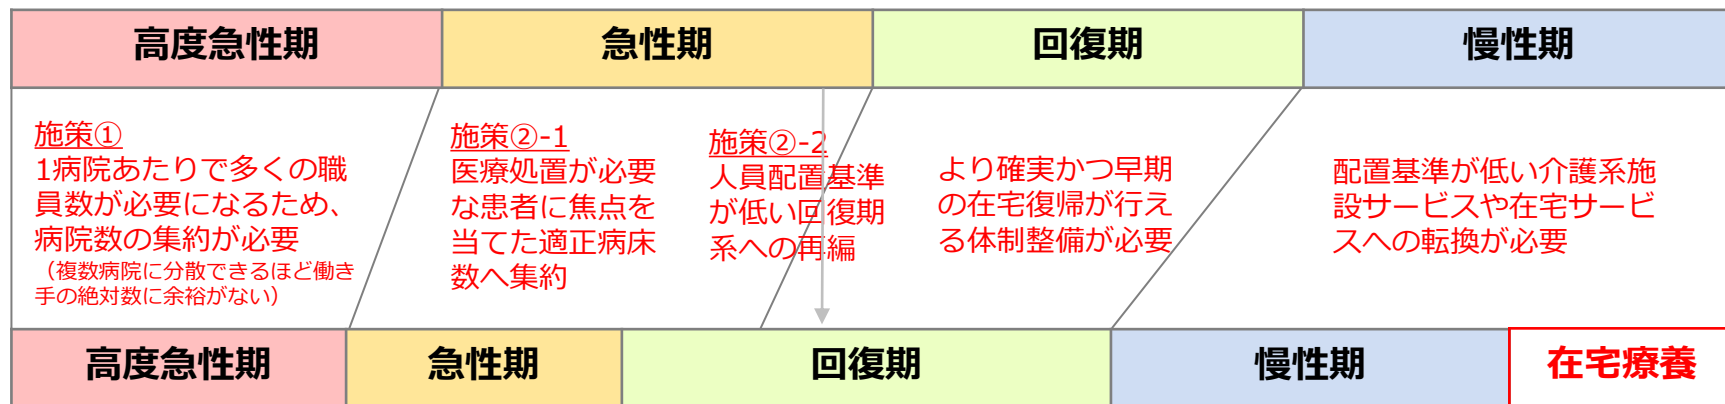 高度急性期
急性期
回復期
慢性期
施策①
1病院あたりで多くの職
員数が必要になるため、
病院数の集約が必要
（複数病院に分散できるほど働き
手の絶対数に余裕がない）
施策②-1
医療処置が必要
な患者に焦点を
当てた適正病床
数へ集約
施策②-2
人員配置基準
が低い回復期
系への再編
より確実かつ早期
の在宅復帰が行え
る体制整備が必要
配置基準が低い介護系施
設サービスや在宅サービ
スへの転換が必要
高度急性期
急性期
回復期
慢性期
在宅療養